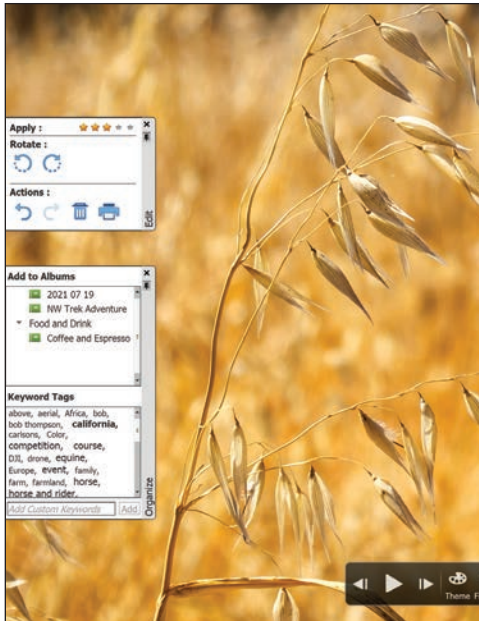 Apply :
Rotate :
Actions :
Edit
Add to Albums
2021 07 19
NW Trek Adventure
Food and Drink
Coffee and Espresso
Keyword Tags
above, aerial, Africa, bob,
bob thompson, california,
carisons, Color,
competition, course,
DJI, drone, equine,
Europe, event, family,
farm, farmland, horse,
horse and rider,
Add Custom Keywords Add
Organize
Theme